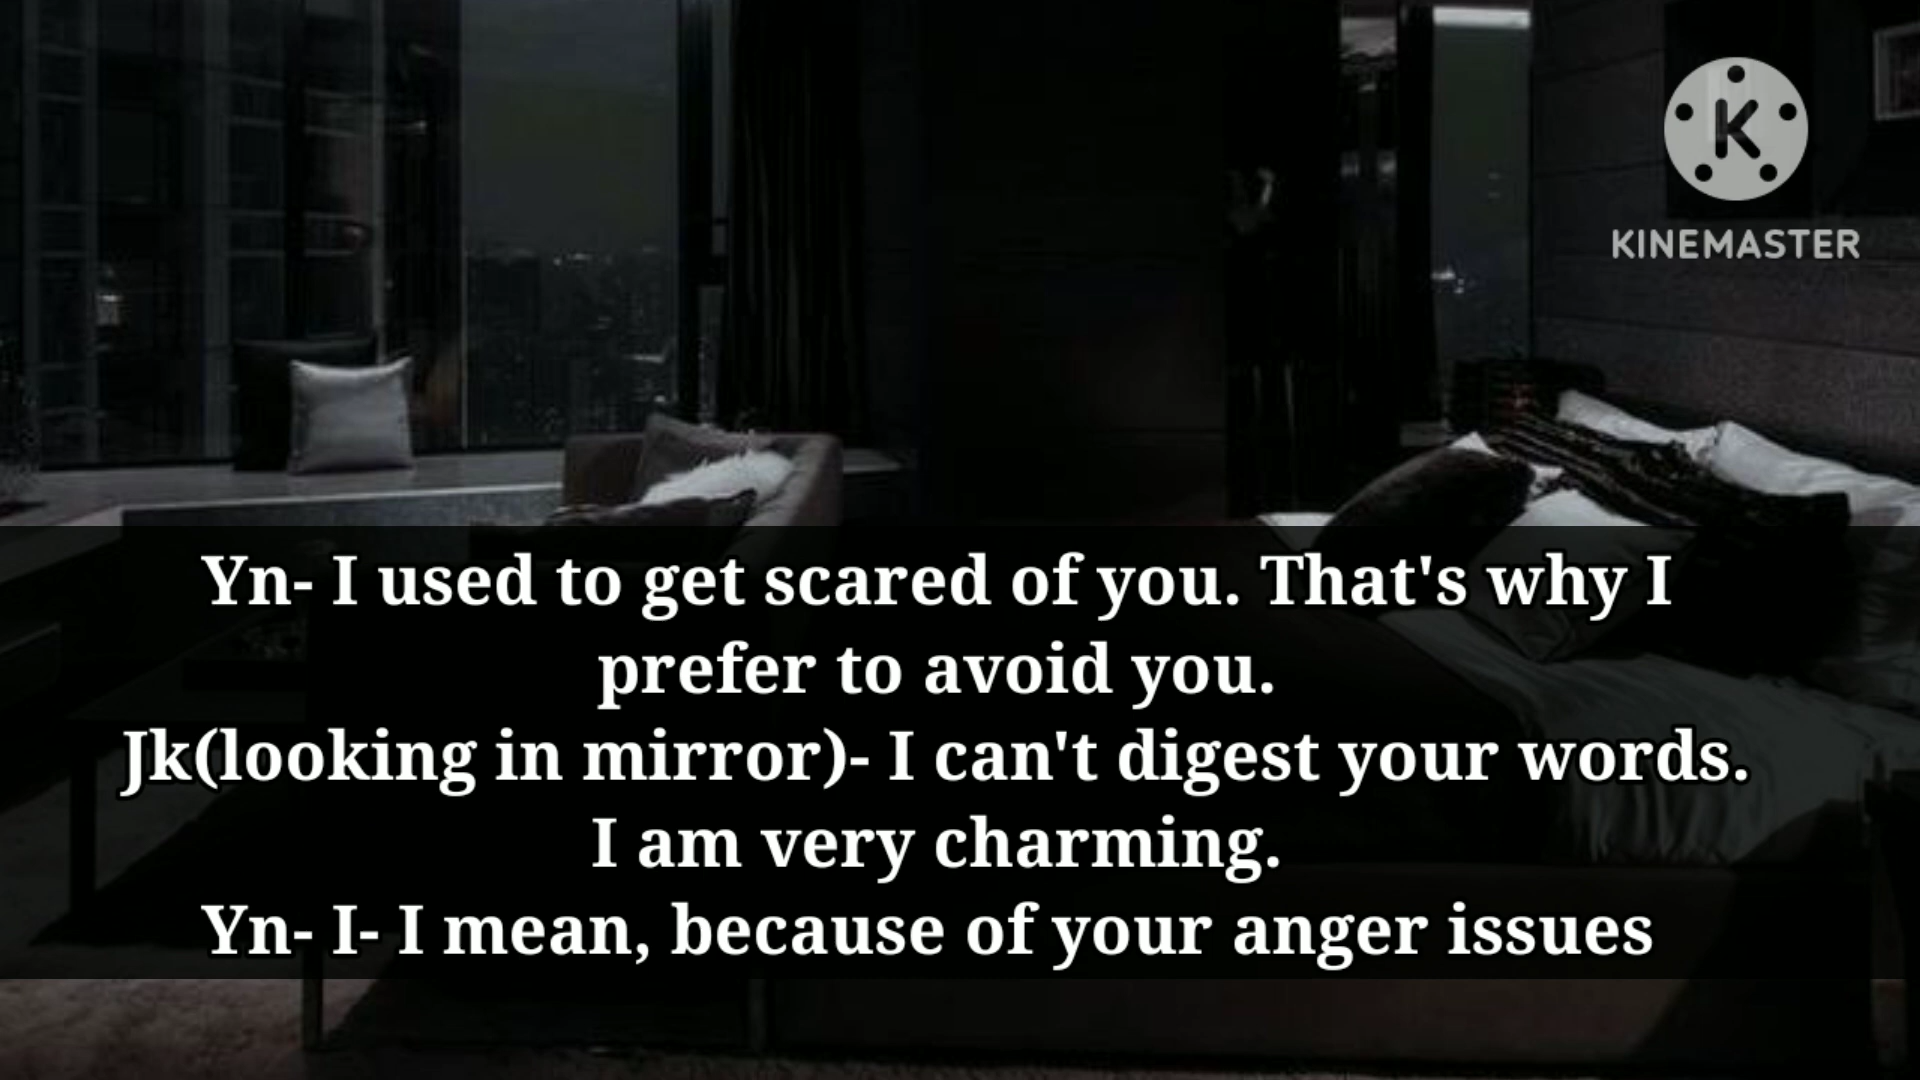 KINEMASTER
Yn- I used to get scared of you. That's why I
prefer to avoid you.
Jk(looking in mirror)- I can't digest your words.
I am very charming.
Yn- I- I mean, because of your anger issues